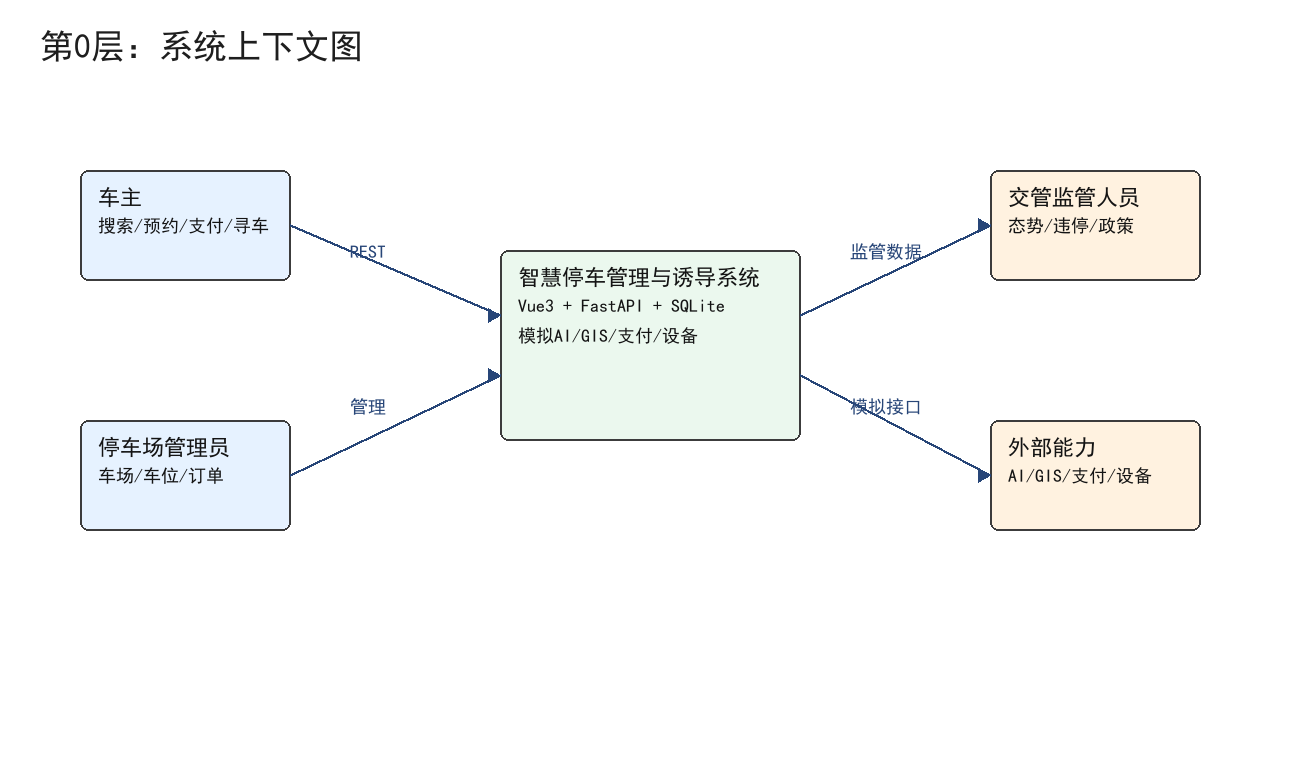 第0层：系统上下文图
车主
搜索/预约/支付/寻车
REST
停车场管理员
车场/车位/订单
管理
智慧停车管理与诱导系统
Vue3 + FastAPI + SQLite
模拟AI/GIS/支付/设备
监管数据
交管监管人员
态势/违停/政策
模拟接口
外部能力
AI/GIS/支付/设备